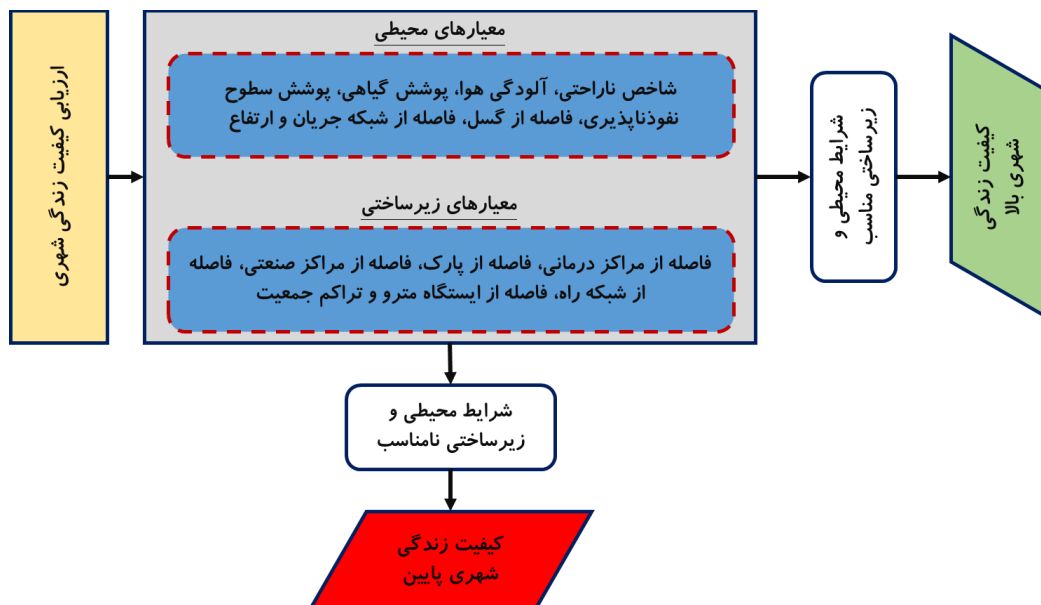 ارزیابی کیفیت زندگی شهری
معیارهای محیطی
شاخص ناراحتی، آلودگی هوا، پوشش گیاهی، پوشش سطوح
نفوذناپذیری، فاصله از گسل، فاصله از شبکه جریان و ارتفاع
معیارهای زیرساختی
فاصله از مراکز درمانی، فاصله از پارک، فاصله از مراکز صنعتی، فاصله
از شبکه راه، فاصله از ایستگاه مترو و تراکم جمعیت
شرایط محیطی و
زیرساختی مناسب
کیفیت زندگی
شهری بالا
شرایط محیطی و
زیرساختی نامناسب
کیفیت زندگی
شهری پایین